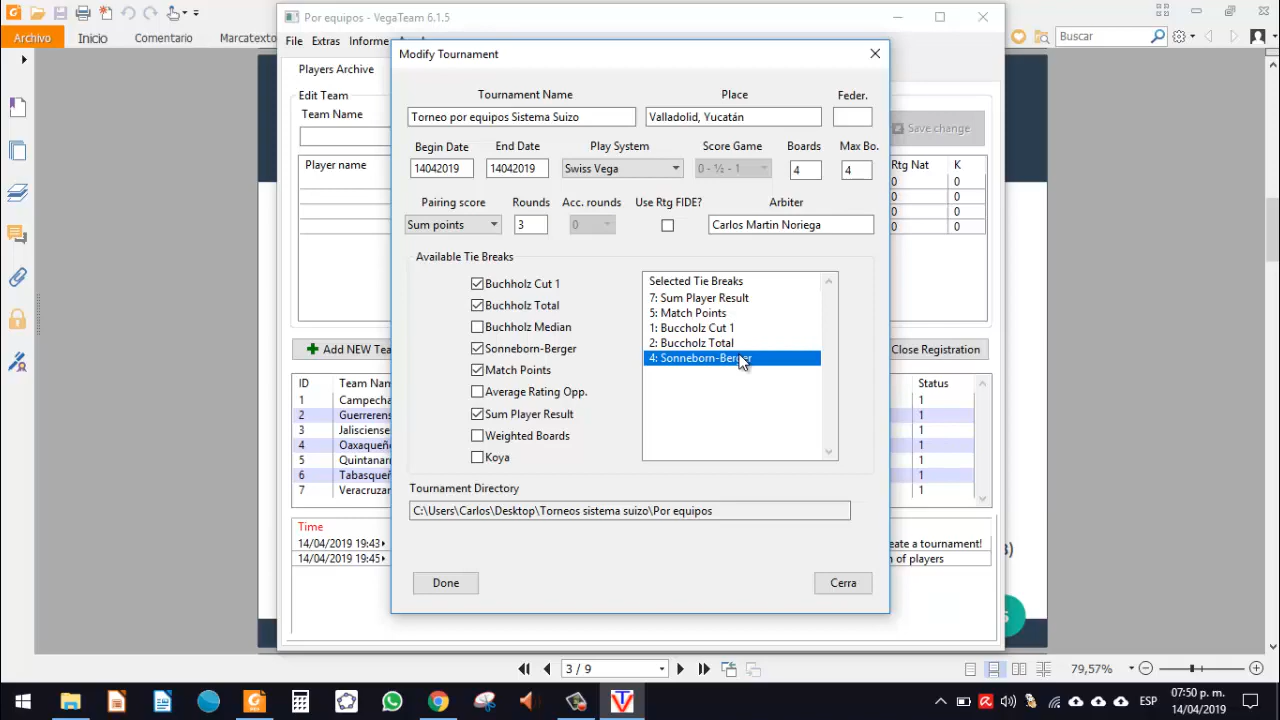 Por equipos - VegaTeam 6.1.5
Archivo
Inicio
Comentario
Marcatexto
Buscar
File
Extras
Informe
Modify Tournament
Players Archive
Edit Team
Team Name
Player name
Save change
Rtg Nat
K
0
0
0
0
0
0
0
0
Tournament Name
Place
Feder.
Torneo por equipos Sistema Suizo
Valladolid, Yucatán
Begin Date
End Date
Play System
Score Game
Boards
Max Bo.
14042019
14042019
Swiss Vega
0 - ½ - 1
4
4
Pairing score
Rounds
Acc. rounds
Use Rtg FIDE?
Arbiter
Sum points
3
0
Carlos Martin Noriega
Available Tie Breaks
Buchholz Cut 1
Buchholz Total
Buchholz Median
Sonneborn-Berger
Match Points
Average Rating Opp.
Sum Player Result
Weighted Boards
Koya
Selected Tie Breaks
7: Sum Player Result
5: Match Points
1: Buccholz Cut 1
2: Buccholz Total
4: Sonneborn-Berger
Tournament Directory
C:\Users\Carlos\Desktop\Torneos sistema suizo\Por equipos
Done
Cerra
Add NEW Tea
Close Registration
ID
Team Nam
Status
1
Campecha
1
2
Guerrerens
1
3
Jaliscienses
1
4
Oaxaqueño
1
5
Quintanar
1
6
Tabasqueñ
1
7
Veracruzan
1
Time
14/04/2019 19:43
eate a tournament!
14/04/2019 19:45
n of players
3 / 9
79,57%
ESP
07:50 p. m.
14/04/2019